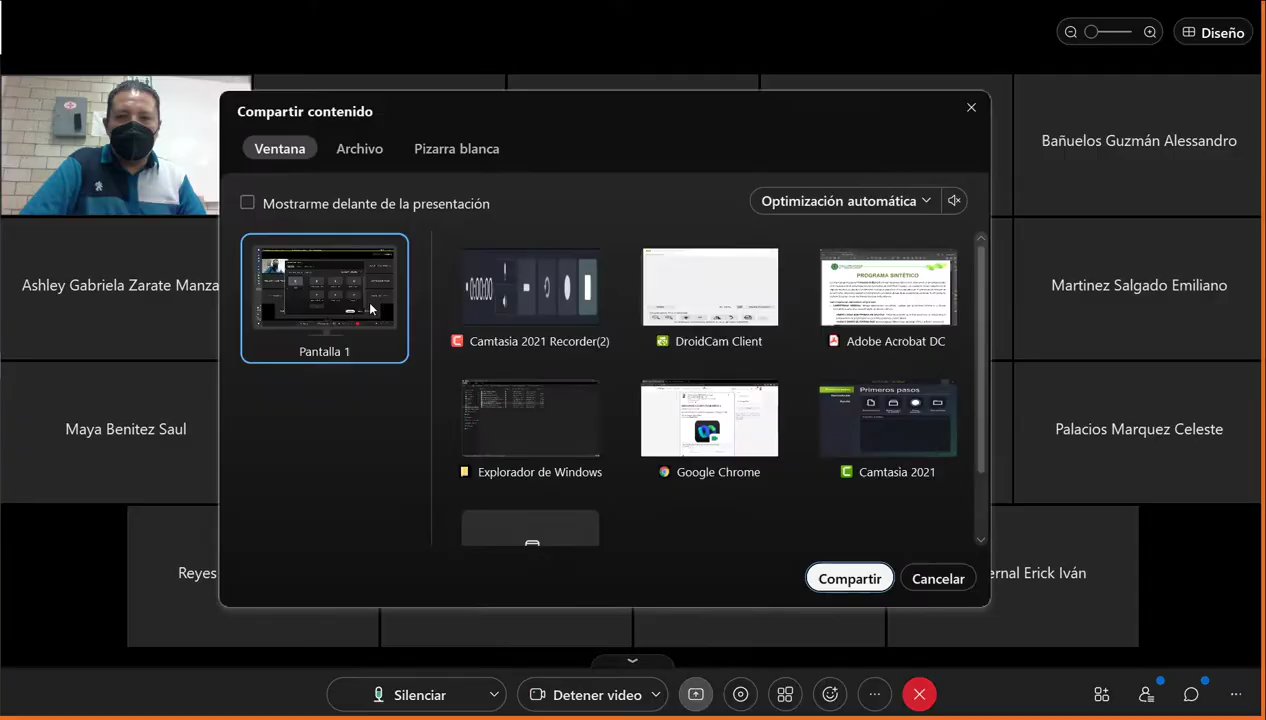 Diseño
Compartir contenido
Ventana
Archivo
Pizarra blanca
Bañuelos Guzmán Alessandro
Mostrarme delante de la presentación
Optimización automática
Ashley Gabriela Zarate Manza
Martinez Salgado Emiliano
0:00:00
PROGRAMA SINTÉTICO
Pantalla 1
Camtasia 2021 Recorder(2)
DroidCam Client
Adobe Acrobat DC
Primeros pasos
Maya Benitez Saul
Palacios Marquez Celeste
Explorador de Windows
Google Chrome
Camtasia 2021
Reyes
ernal Erick Iván
Compartir
Cancelar
Silenciar
Detener video